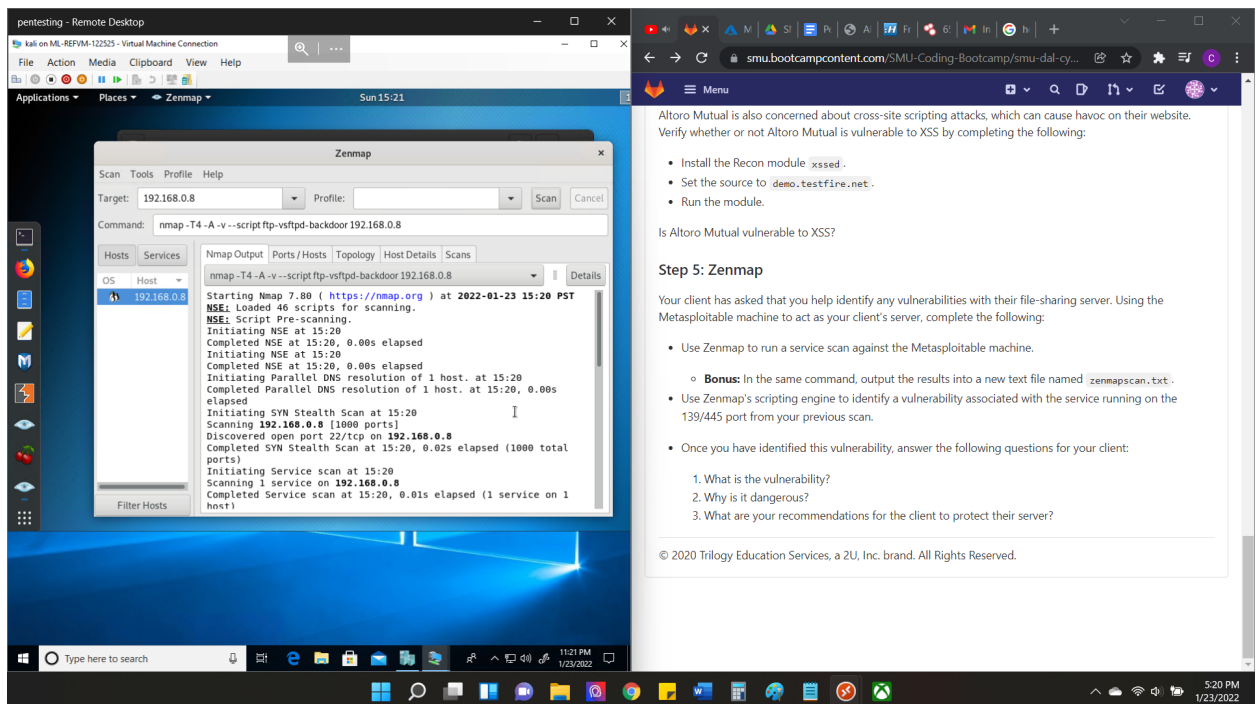 pentesting - Remote Desktop
kali on ML-REFVM-122525 - Virtual Machine Connection
File Action Media Clipboard View Help
Applications Places Zenmap Sun 15:21 1
Zenmap
Scan Tools Profile Help
Target: 192.168.0.8 Profile: Scan Cancel
Command: nmap -T4 -A -v --script ftp-vsftpd-backdoor 192.168.0.8
Hosts Services
Nmap Output Ports / Hosts Topology Host Details Scans
OS Host
192.168.0.8
nmap -T4 -A -v --script ftp-vsftpd-backdoor 192.168.0.8 Details
Starting Nmap 7.80 ( https://nmap.org ) at 2022-01-23 15:20 PST
NSE: Loaded 46 scripts for scanning.
NSE: Script Pre-scanning.
Initiating NSE at 15:20
Completed NSE at 15:20, 0.00s elapsed
Initiating NSE at 15:20
Completed NSE at 15:20, 0.00s elapsed
Initiating Parallel DNS resolution of 1 host. at 15:20
Completed Parallel DNS resolution of 1 host. at 15:20, 0.00s
elapsed
Initiating SYN Stealth Scan at 15:20
Scanning 192.168.0.8 [1000 ports]
Discovered open port 22/tcp on 192.168.0.8
Completed SYN Stealth Scan at 15:20, 0.02s elapsed (1000 total
ports)
Initiating Service scan at 15:20
Scanning 1 service on 192.168.0.8
Completed Service scan at 15:20, 0.01s elapsed (1 service on 1
host)
Filter Hosts
Type here to search
11:21 PM
1/23/2022
smu.bootcampcontent.com/SMU-Coding-Bootcamp/smu-dal-cy...
Menu
Altoro Mutual is also concerned about cross-site scripting attacks, which can cause havoc on their website.
Verify whether or not Altoro Mutual is vulnerable to XSS by completing the following:
• Install the Recon module xssed.
• Set the source to demo.testfire.net.
• Run the module.
Is Altoro Mutual vulnerable to XSS?
Step 5: Zenmap
Your client has asked that you help identify any vulnerabilities with their file-sharing server. Using the
Metasploitable machine to act as your client's server, complete the following:
• Use Zenmap to run a service scan against the Metasploitable machine.
Bonus: In the same command, output the results into a new text file named zenmapscan.txt.
• Use Zenmap's scripting engine to identify a vulnerability associated with the service running on the
139/445 port from your previous scan.
• Once you have identified this vulnerability, answer the following questions for your client:
1. What is the vulnerability?
2. Why is it dangerous?
3. What are your recommendations for the client to protect their server?
© 2020 Trilogy Education Services, a 2U, Inc. brand. All Rights Reserved.
5:20 PM
1/23/2022